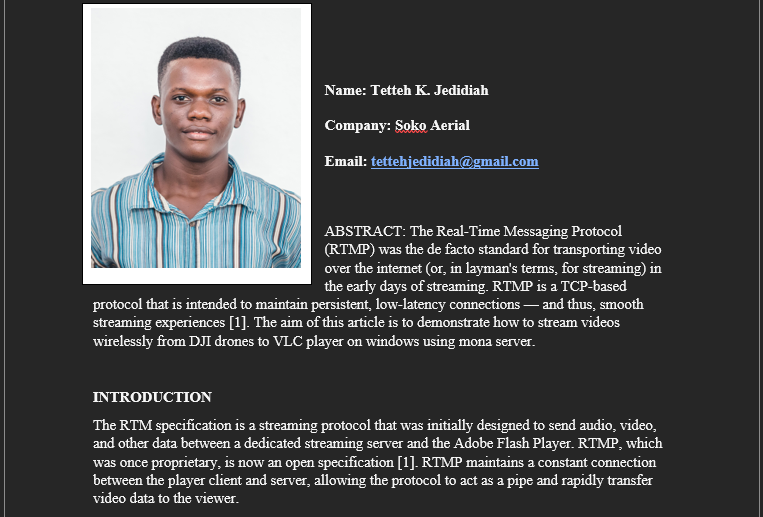 Name: Tetteh K. Jedidiah
Company: Soko Aerial
Email: tettehjedidiah@gmail.com
ABSTRACT: The Real-Time Messaging Protocol
(RTMP) was the de facto standard for transporting video
over the internet (or, in layman's terms, for streaming) in
the early days of streaming. RTMP is a TCP-based
protocol that is intended to maintain persistent, low-latency connections — and thus, smooth
streaming experiences [1]. The aim of this article is to demonstrate how to stream videos
wirelessly from DJI drones to VLC player on windows using mona server.
INTRODUCTION
The RTM specification is a streaming protocol that was initially designed to send audio, video,
and other data between a dedicated streaming server and the Adobe Flash Player. RTMP, which
was once proprietary, is now an open specification [1]. RTMP maintains a constant connection
between the player client and server, allowing the protocol to act as a pipe and rapidly transfer
video data to the viewer.